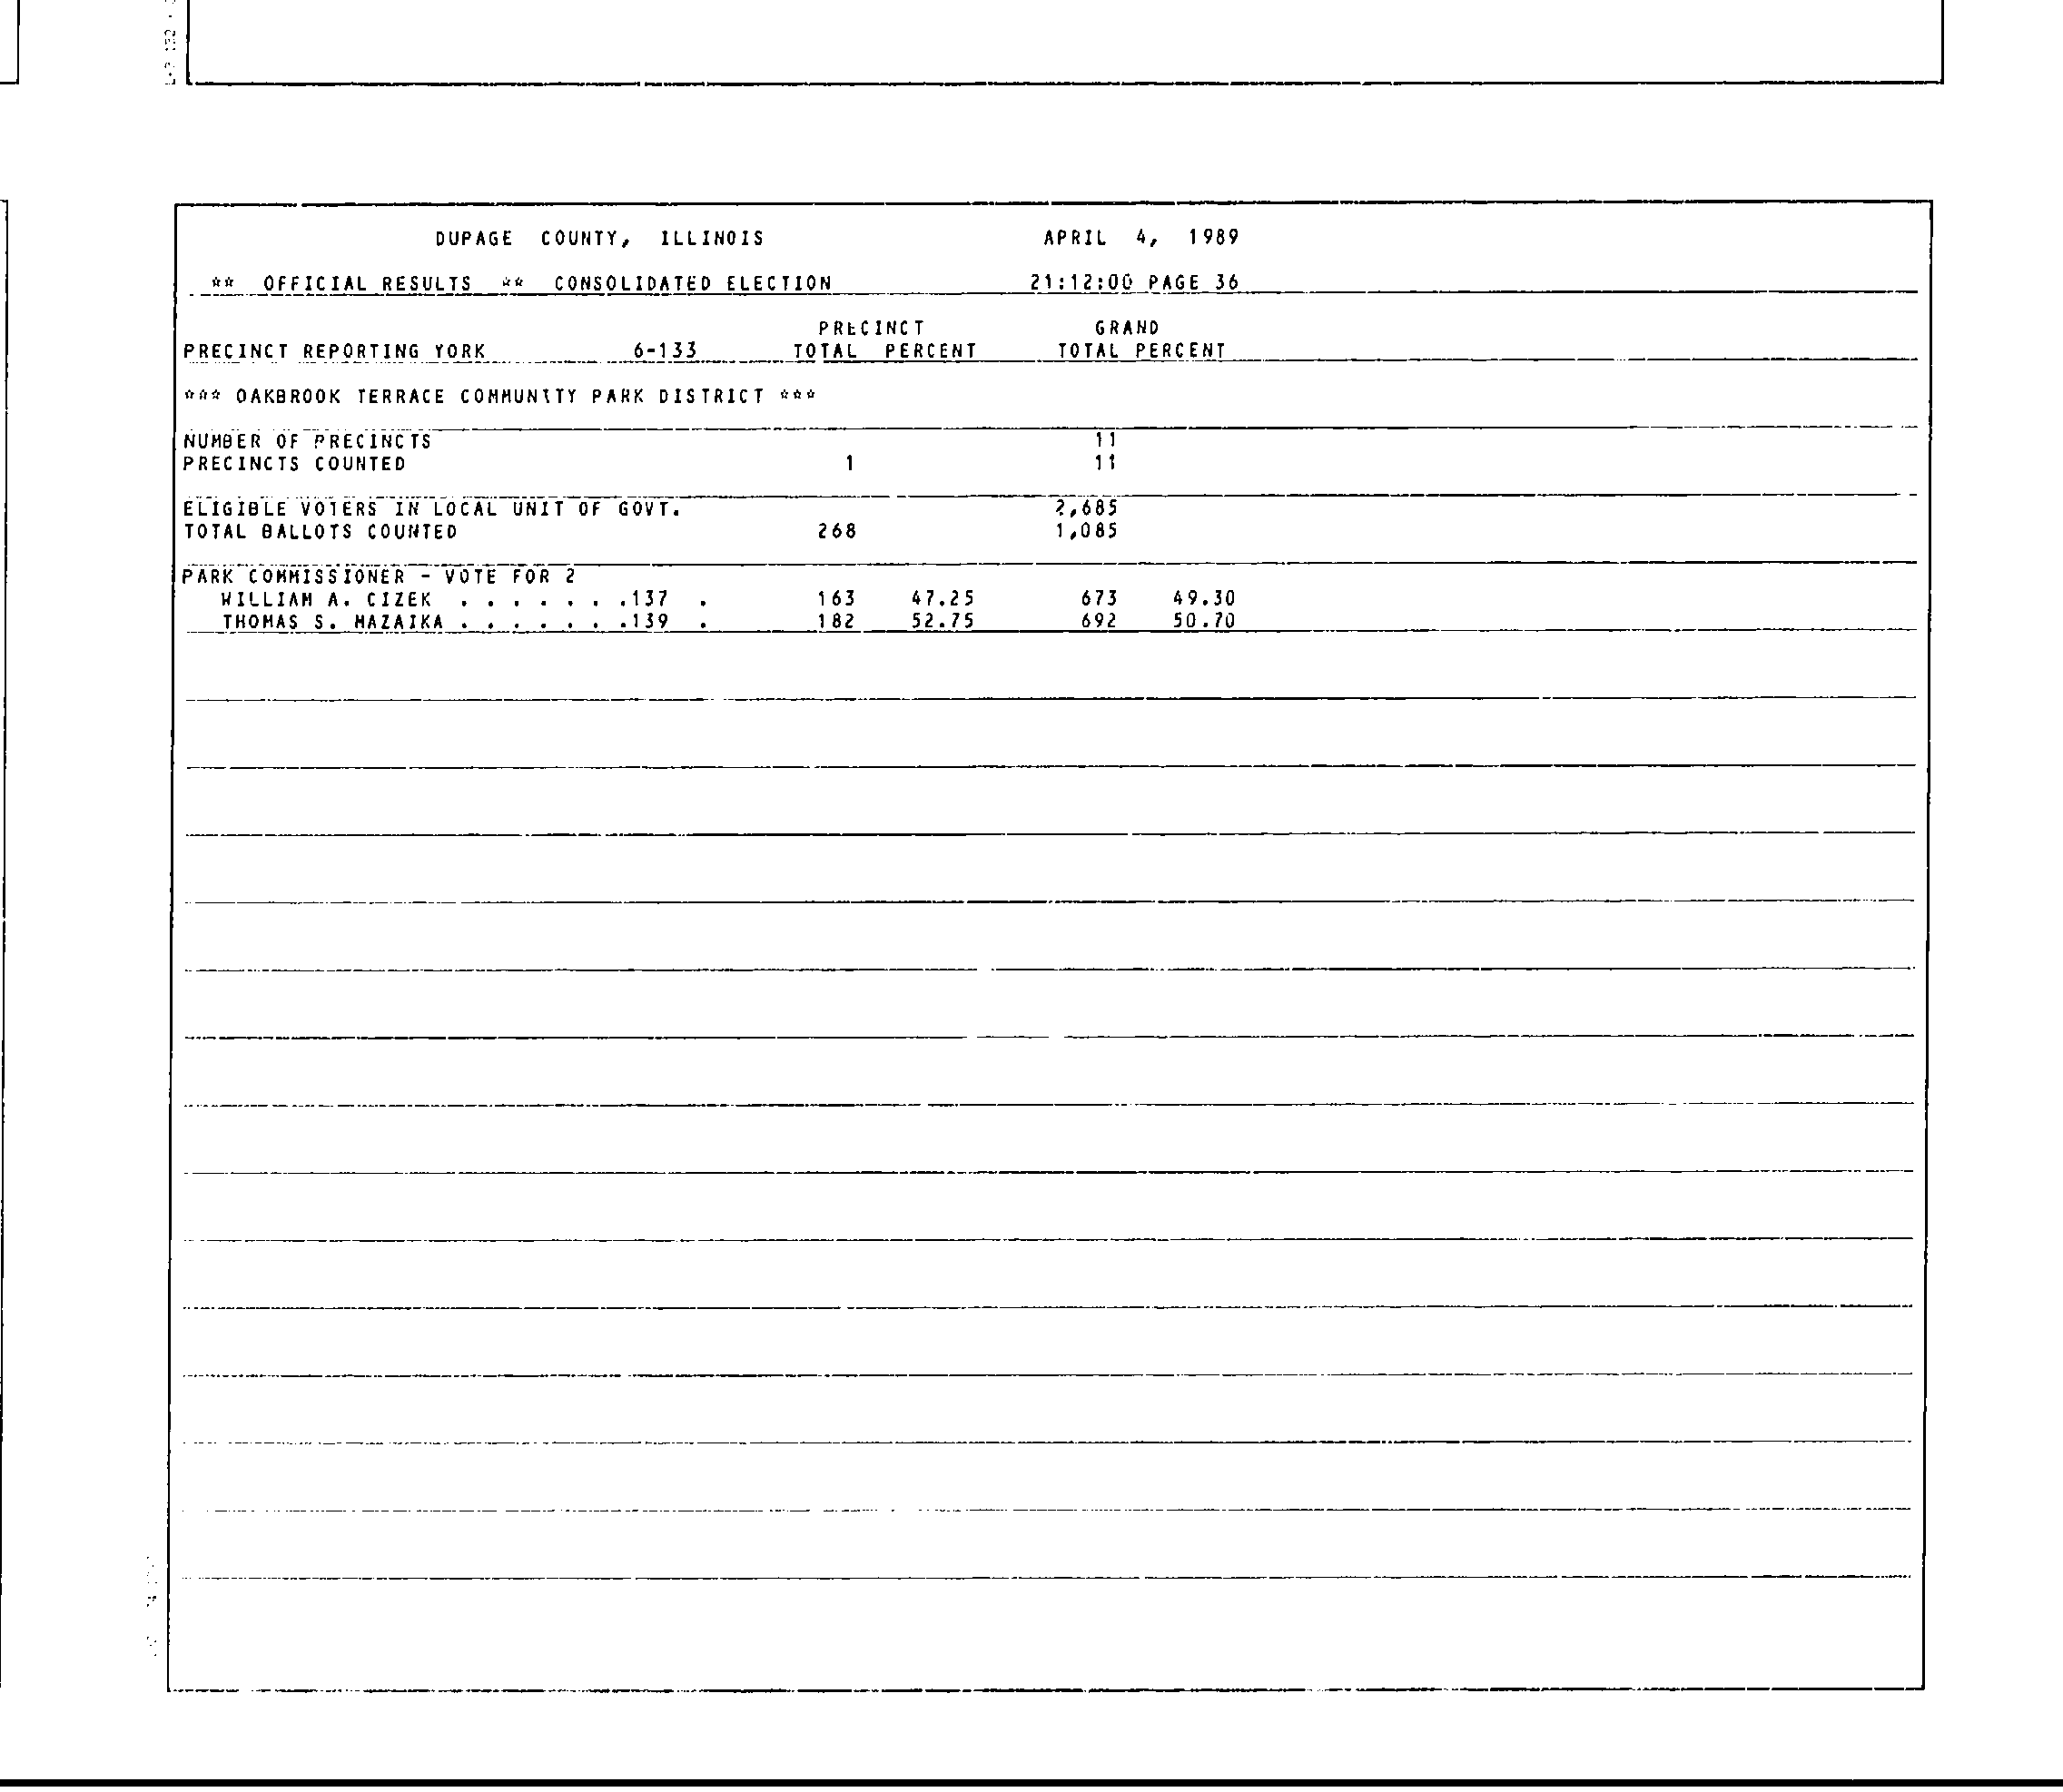 DUPAGE COUNTY, ILLINOIS APRIL 4, 1989
** OFFICIAL RESULTS ** CONSOLIDATED ELECTION 21:12:00 PAGE 36
PRECINCT GRAND
PRECINCT REPORTING YORK 6-133 TOTAL PERCENT TOTAL PERCENT
*** OAKBROOK TERRACE COMMUNITY PARK DISTRICT ***
NUMBER OF PRECINCTS 11
PRECINCTS COUNTED 1 11
ELIGIBLE VOTERS IN LOCAL UNIT OF GOVT. 2,685
TOTAL BALLOTS COUNTED 268 1,085
PARK COMMISSIONER - VOTE FOR 2
WILLIAM A. CIZEK . . . . . . .137 . 163 47.25 673 49.30
THOMAS S. MAZAIKA . . . . . . .139 . 182 52.75 692 50.70